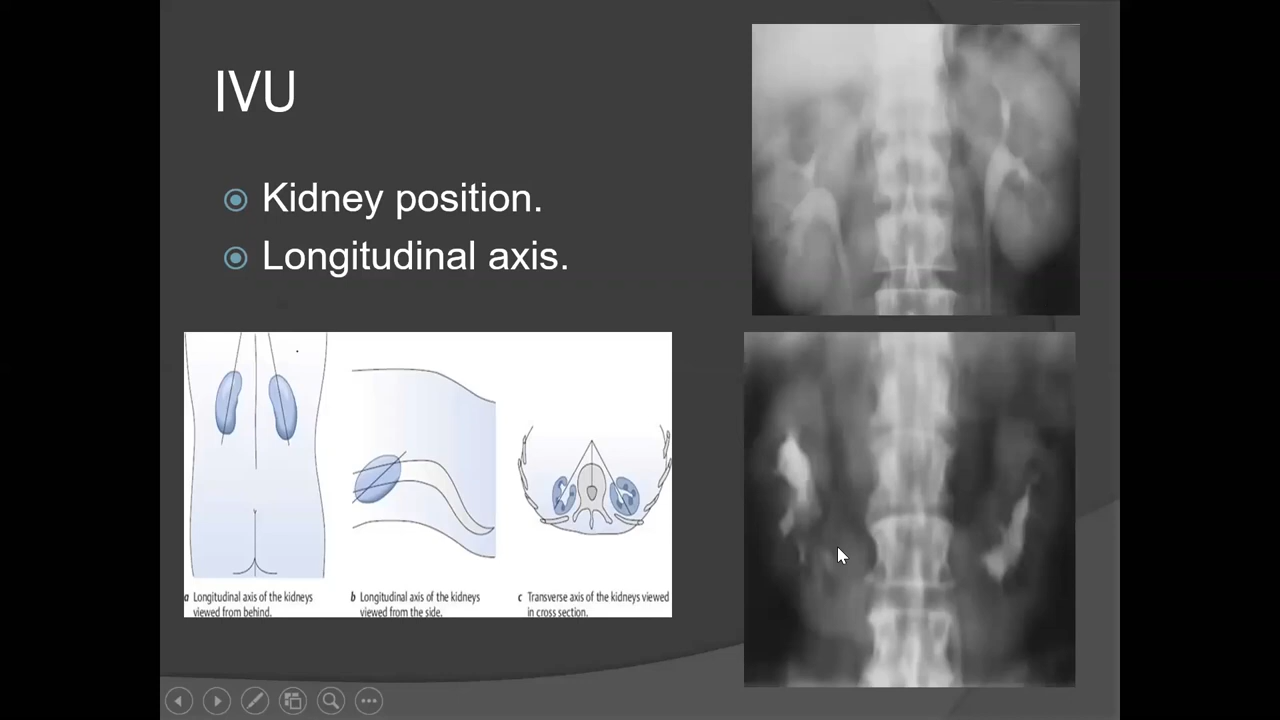 IVU
Kidney position.
Longitudinal axis.
a Longitudinal axis of the kidneys
viewed from behind.
b Longitudinal axis of the kidneys
viewed from the side.
c Transverse axis of the kidneys viewed
in cross section.